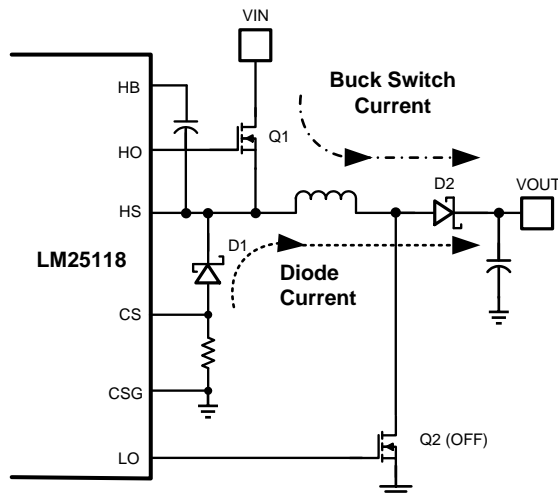 VIN
HB
Buck Switch
Current
HO
Q1
D2
VOUT
HS
LM25118
D1
Diode
Current
CS
CSG
Q2 (OFF)
LO